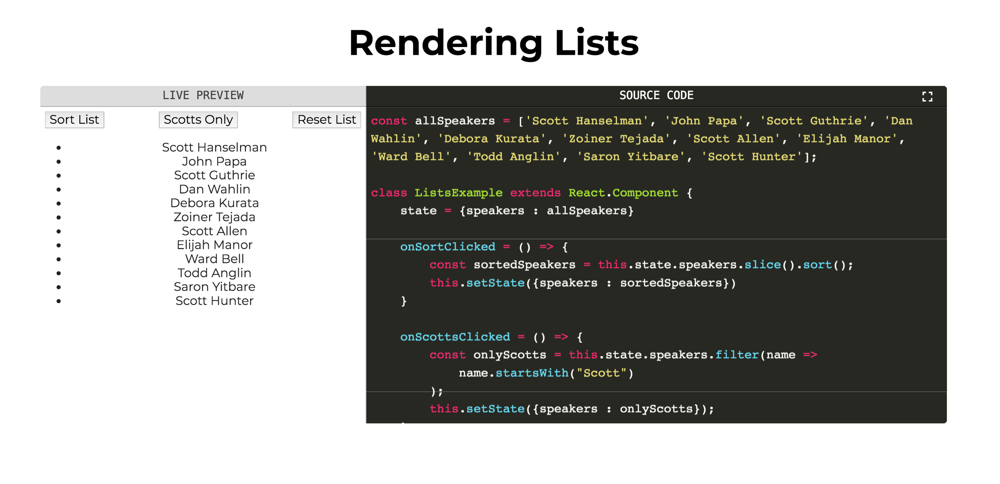 Rendering Lists
LIVE PREVIEW
Sort List
Scotts Only
Reset List
• Scott Hanselman
• John Papa
• Scott Guthrie
• Dan Wahlin
• Debora Kurata
• Zoiner Tejada
• Scott Allen
• Elijah Manor
• Ward Bell
• Todd Anglin
• Saron Yitbare
• Scott Hunter
SOURCE CODE
const allSpeakers = ['Scott Hanselman', 'John Papa', 'Scott Guthrie', 'Dan
Wahlin', 'Debora Kurata', 'Zoiner Tejada', 'Scott Allen', 'Elijah Manor',
'Ward Bell', 'Todd Anglin', 'Saron Yitbare', 'Scott Hunter'];
class ListsExample extends React.Component {
    state = {speakers : allSpeakers}
    onSortClicked = () => {
        const sortedSpeakers = this.state.speakers.slice().sort();
        this.setState({speakers : sortedSpeakers})
    }
    onScottsClicked = () => {
        const onlyScotts = this.state.speakers.filter(name =>
            name.startsWith("Scott")
        );
        this.setState({speakers : onlyScotts});